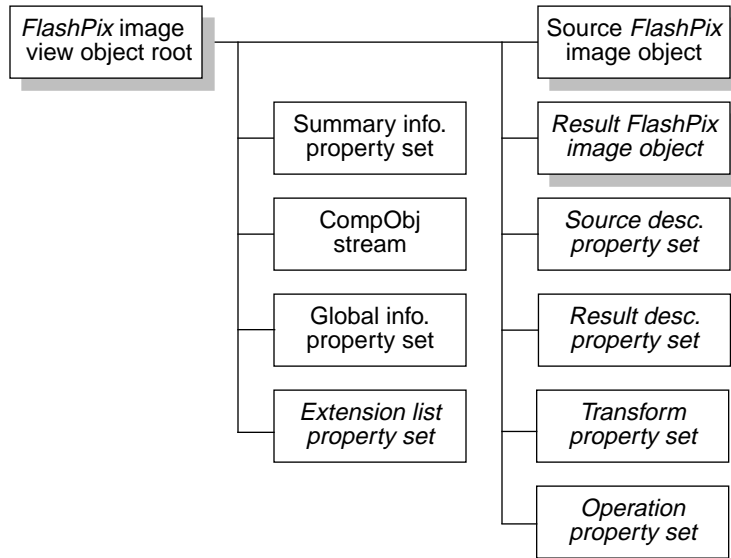 FlashPix image
view object root
Source FlashPix
image object
Summary info.
property set
Result FlashPix
image object
CompObj
stream
Source desc.
property set
Global info.
property set
Result desc.
property set
Extension list
property set
Transform
property set
Operation
property set